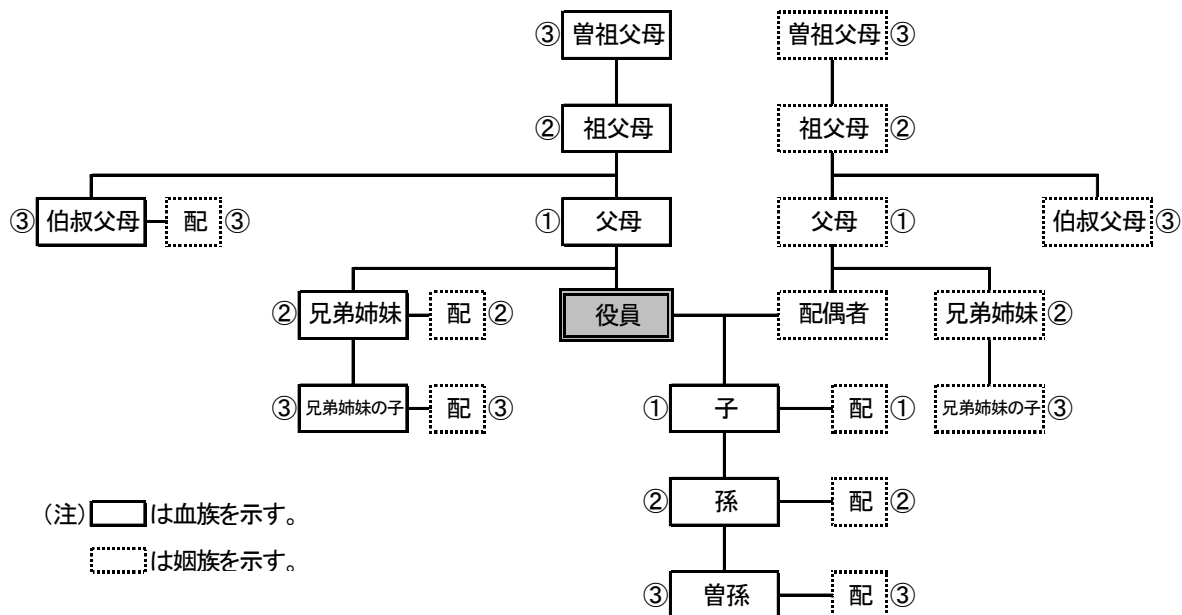 ③ 曽祖父母 曽祖父母 ③
② 祖父母 祖父母 ②
③ 伯叔父母 配 ③ ① 父母 父母 ① 伯叔父母 ③
② 兄弟姉妹 配 ② 役員 配偶者 兄弟姉妹 ②
③ 兄弟姉妹の子 配 ③ ① 子 配 ① 兄弟姉妹の子 ③
② 孫 配 ②
(注) は血族を示す。
は姻族を示す。
③ 曽孫 配 ③